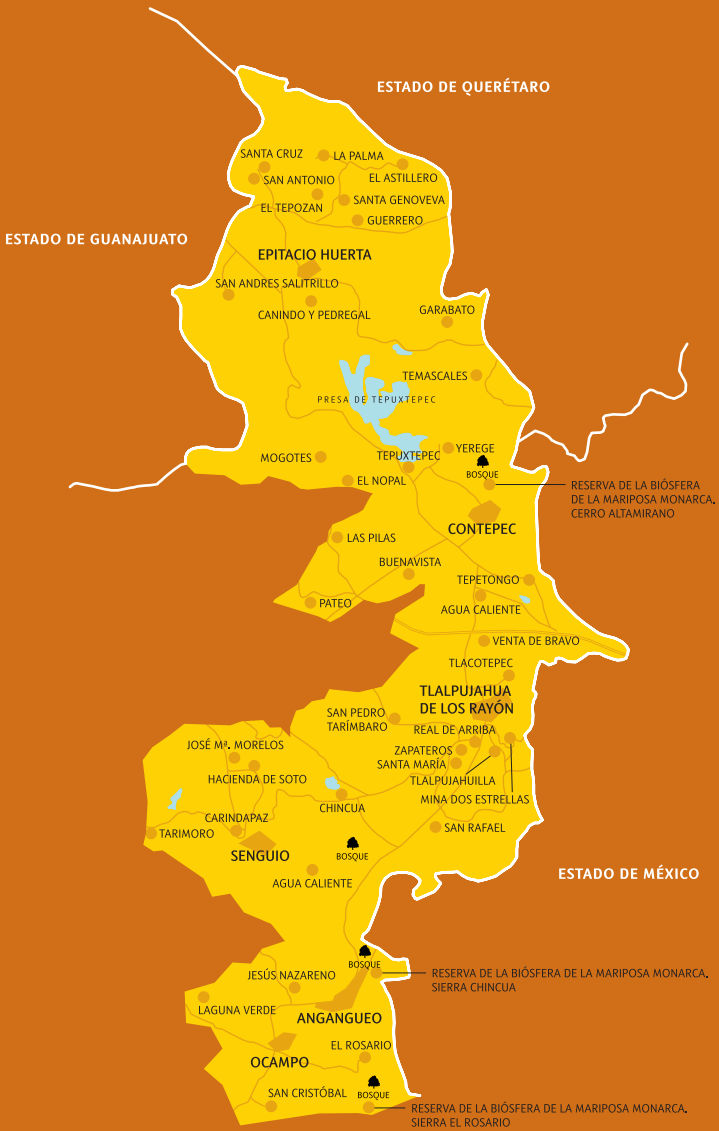 ESTADO DE QUERÉTARO
SANTA CRUZ
LA PALMA
SAN ANTONIO
EL ASTILLERO
EL TEPOZAN
SANTA GENOVEVA
GUERRERO
ESTADO DE GUANAJUATO
EPITACIO HUERTA
SAN ANDRES SALITRILLO
CANINDO Y PEDREGAL
GARABATO
TEMASCALES
PRESA DE TEPUXTEPEC
MOGOTES
TEPUXTEPEC
YEREGE
BOSQUE
EL NOPAL
RESERVA DE LA BIÓSFERA
DE LA MARIPOSA MONARCA.
CERRO ALTAMIRANO
CONTEPEC
LAS PILAS
BUENAVISTA
TEPETONGO
PATEO
AGUA CALIENTE
VENTA DE BRAVO
TLACOTEPEC
TLALPUJAHUA
DE LOS RAYÓN
SAN PEDRO
TARÍMBARO
REAL DE ARRIBA
JOSÉ Mª. MORELOS
ZAPATEROS
SANTA MARÍA
HACIENDA DE SOTO
TLALPUJAHUILLA
MINA DOS ESTRELLAS
CHINCUA
CARINDAPAZ
TARIMORO
SAN RAFAEL
SENGUIO
BOSQUE
AGUA CALIENTE
ESTADO DE MÉXICO
BOSQUE
JESÚS NAZARENO
RESERVA DE LA BIÓSFERA DE LA MARIPOSA MONARCA.
SIERRA CHINCUA
LAGUNA VERDE
ANGANGUEO
EL ROSARIO
OCAMPO
SAN CRISTÓBAL
BOSQUE
RESERVA DE LA BIÓSFERA DE LA MARIPOSA MONARCA.
SIERRA EL ROSARIO